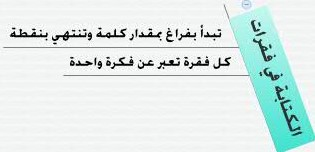 الكتابة في فقرات
تبدأ بفراغ بمقدار كلمة وتنتهي بنقطة
كل فقرة تعبر عن فكرة واحدة